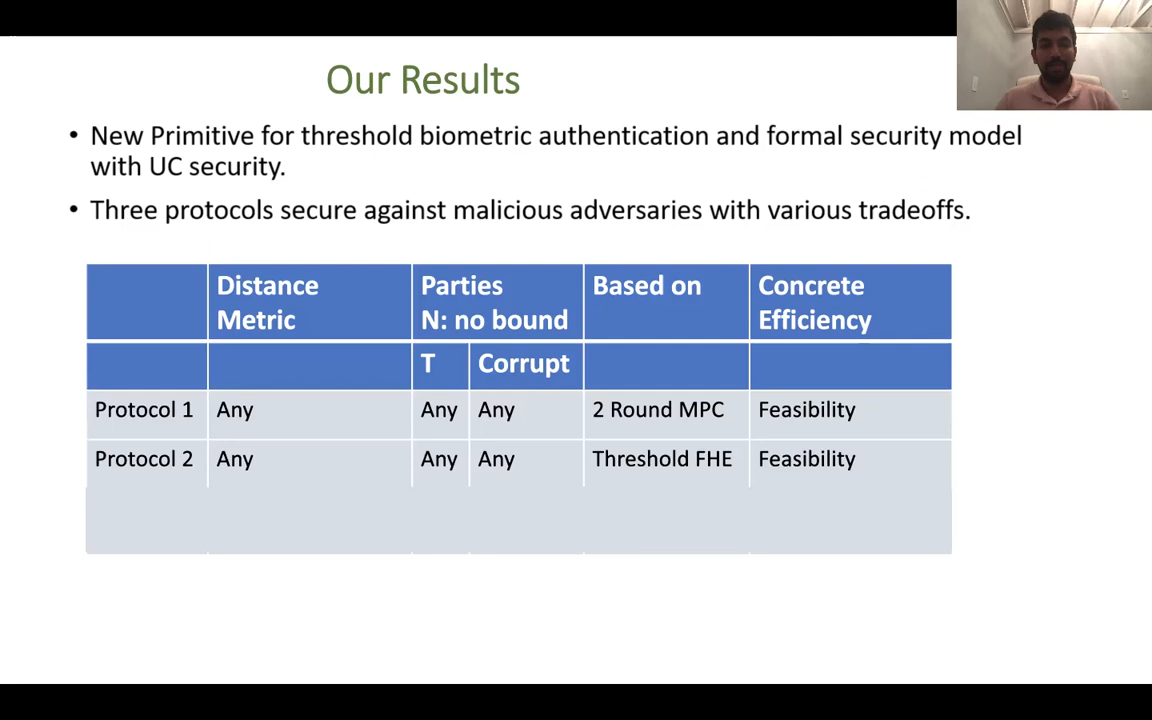 Our Results
• New Primitive for threshold biometric authentication and formal security model
with UC security.
• Three protocols secure against malicious adversaries with various tradeoffs.
Distance Metric | Parties N: no bound | Based on | Concrete Efficiency
T | Corrupt
Protocol 1 | Any | Any | Any | 2 Round MPC | Feasibility
Protocol 2 | Any | Any | Any | Threshold FHE | Feasibility